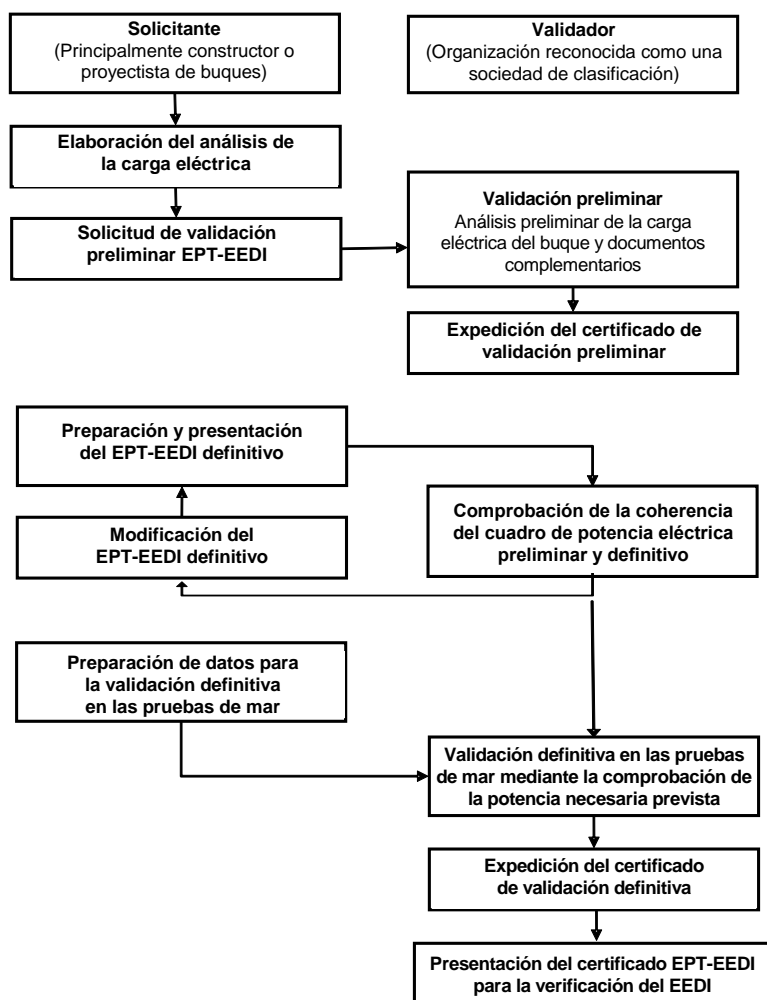 Solicitante
(Principalmente constructor o
proyectista de buques)
Validador
(Organización reconocida como una
sociedad de clasificación)
Elaboración del análisis de
la carga eléctrica
Solicitud de validación
preliminar EPT-EEDI
Validación preliminar
Análisis preliminar de la carga
eléctrica del buque y documentos
complementarios
Expedición del certificado de
validación preliminar
Preparación y presentación
del EPT-EEDI definitivo
Modificación del
EPT-EEDI definitivo
Comprobación de la coherencia
del cuadro de potencia eléctrica
preliminar y definitivo
Preparación de datos para
la validación definitiva
en las pruebas de mar
Validación definitiva en las pruebas
de mar mediante la comprobación de
la potencia necesaria prevista
Expedición del certificado
de validación definitiva
Presentación del certificado EPT-EEDI
para la verificación del EEDI